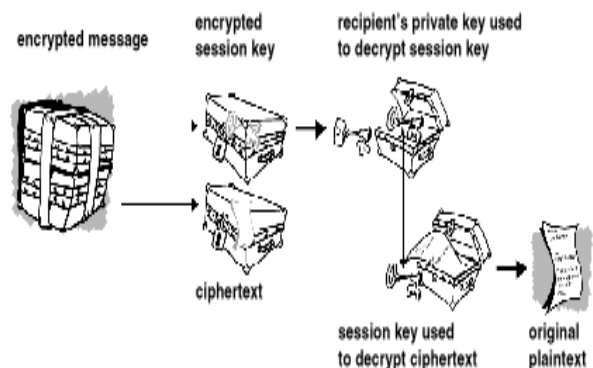 encrypted message
encrypted
session key
recipient's private key used
to decrypt session key
ciphertext
session key used
to decrypt ciphertext
original
plaintext